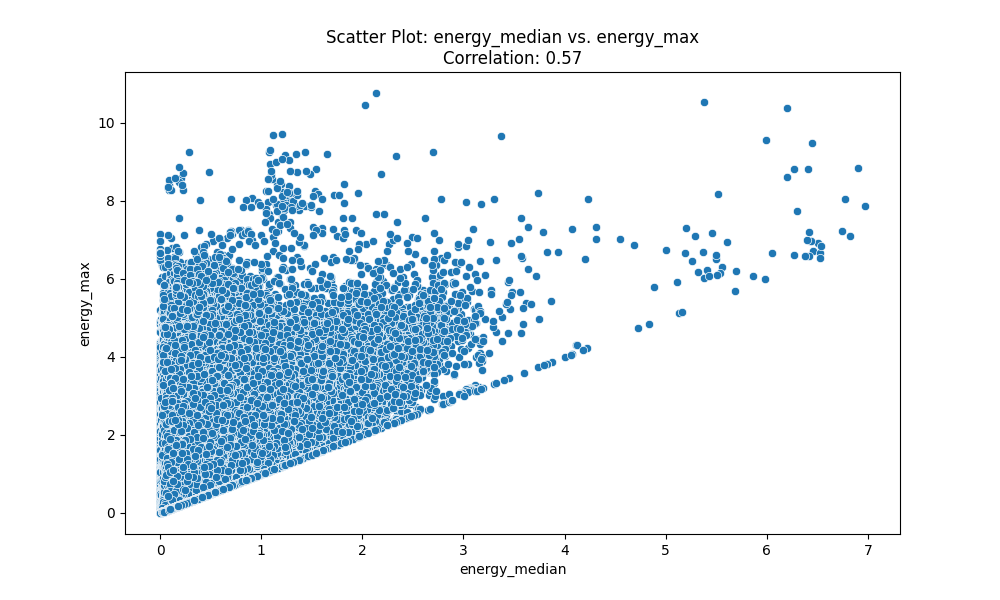 Scatter Plot: energy_median vs. energy_max
Correlation: 0.57
10
8
6
4
2
0
energy_max
0 1 2 3 4 5 6 7
energy_median